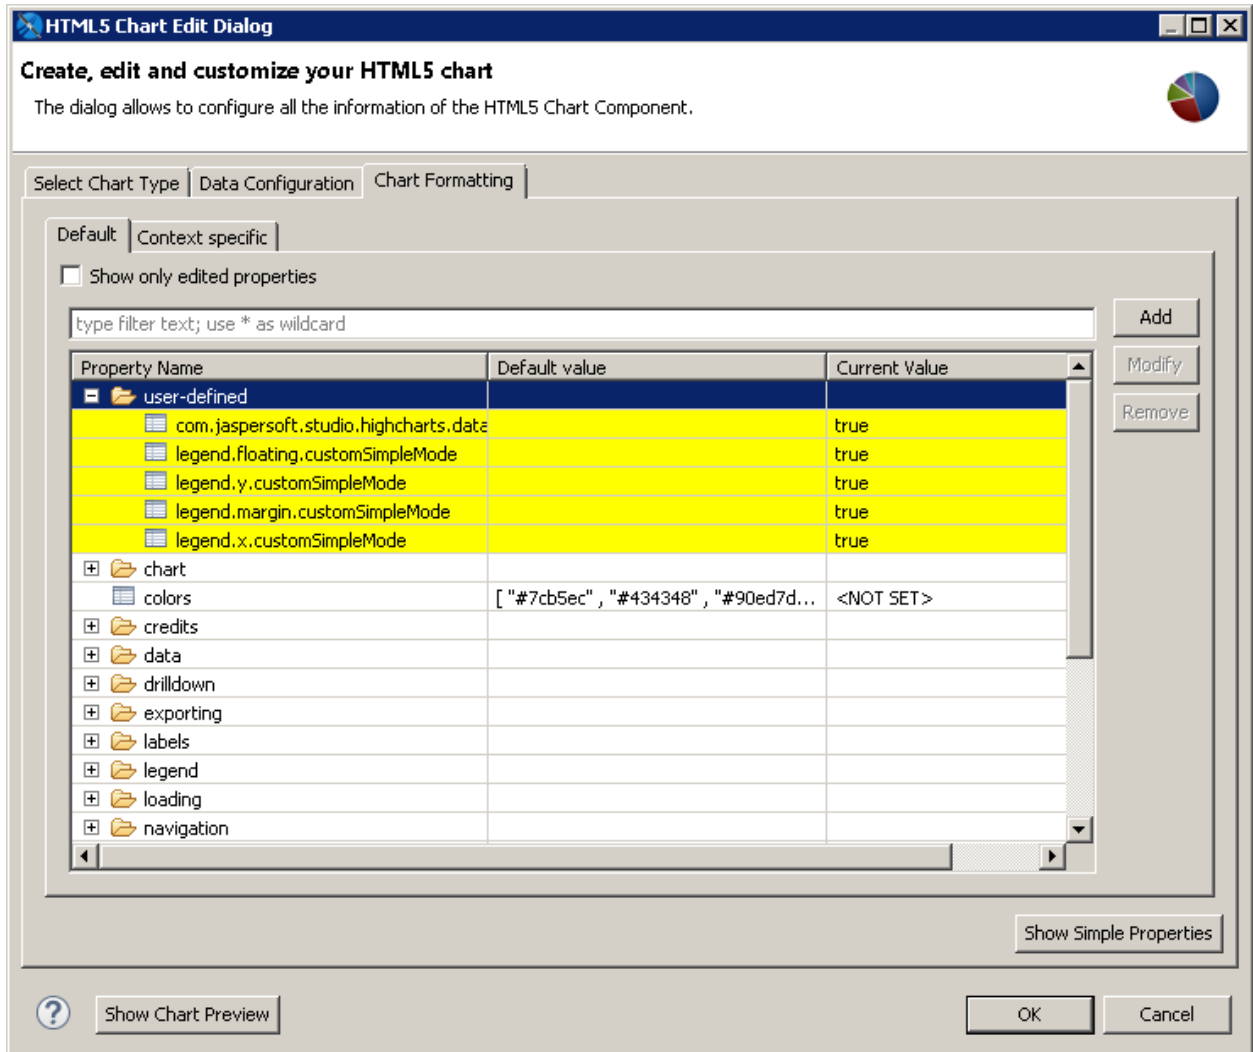 HTML5 Chart Edit Dialog
Create, edit and customize your HTML5 chart
The dialog allows to configure all the information of the HTML5 Chart Component.
Select Chart Type Data Configuration Chart Formatting
Default Context specific
Show only edited properties
type filter text; use * as wildcard
Add
Property Name Default value Current Value
Modify
user-defined
Remove
com.jaspersoft.studio.highcharts.data true
legend.floating.customSimpleMode true
legend.y.customSimpleMode true
legend.margin.customSimpleMode true
legend.x.customSimpleMode true
chart
colors [ "#7cb5ec" , "#434348" , "#90ed7d... <NOT SET>
credits
data
drilldown
exporting
labels
legend
loading
navigation
Show Simple Properties
? Show Chart Preview OK Cancel